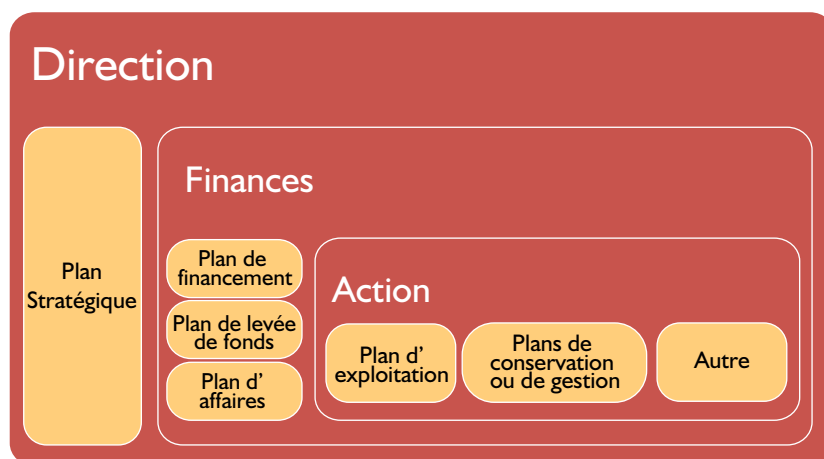 Direction
Plan
Stratégique
Finances
Plan de
financement
Plan de levée
de fonds
Plan d’
affaires
Action
Plan d’
exploitation
Plans de
conservation
ou de gestion
Autre